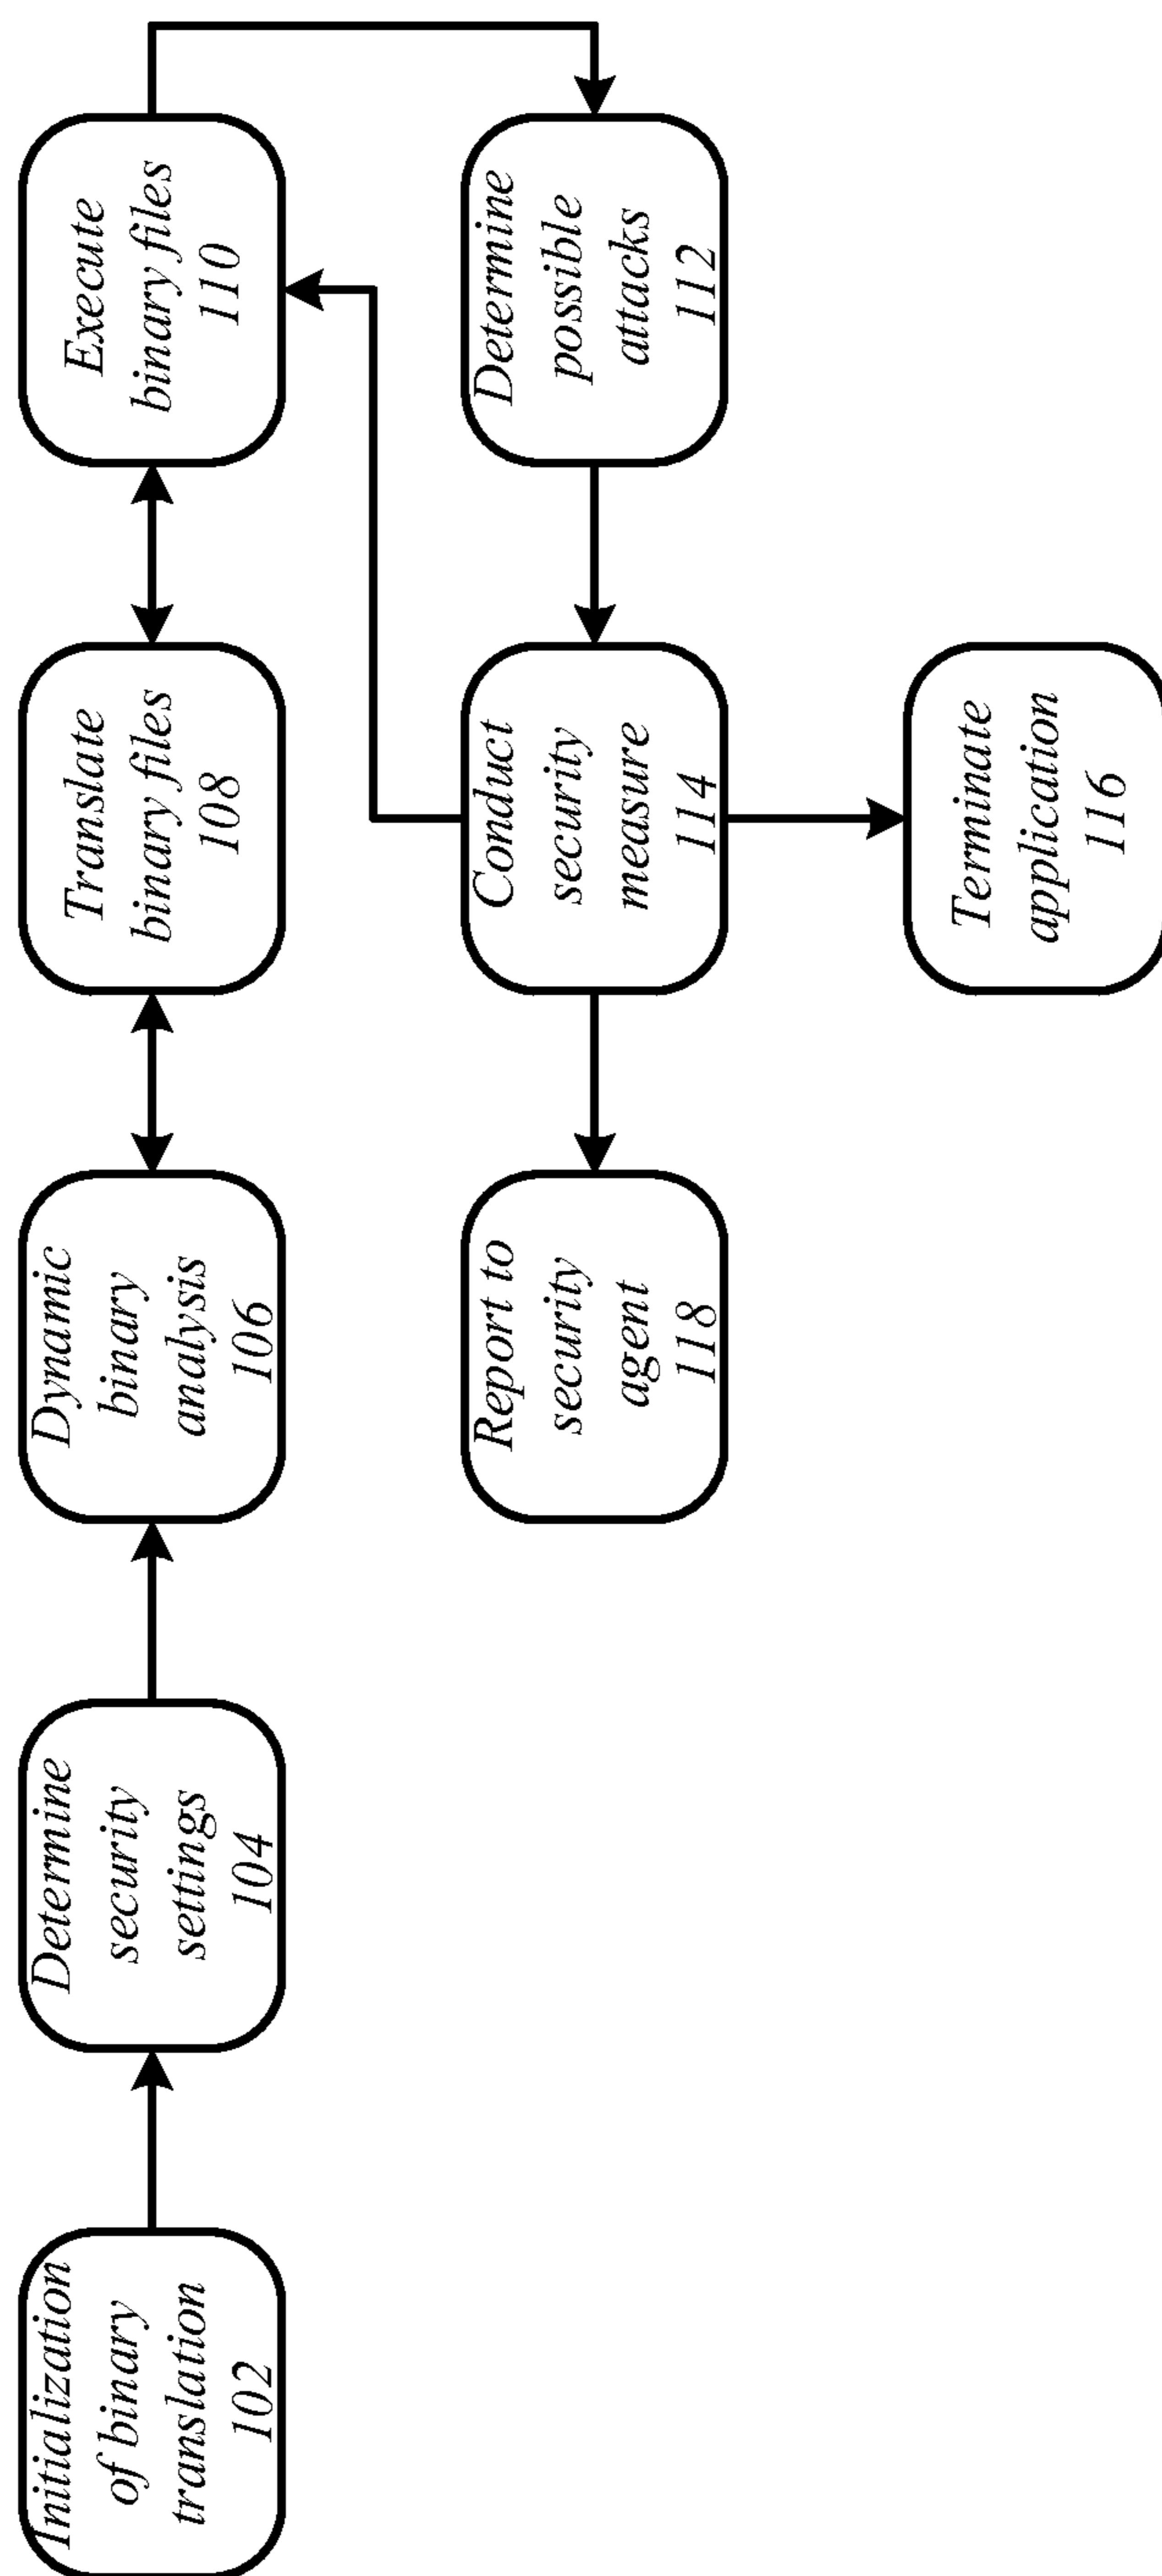 Initialization
of binary
translation
102
Determine
security
settings
104
Dynamic
binary
analysis
106
Translate
binary files
108
Execute
binary files
110
Determine
possible
attacks
112
Conduct
security
measure
114
Report to
security
agent
118
Terminate
application
116